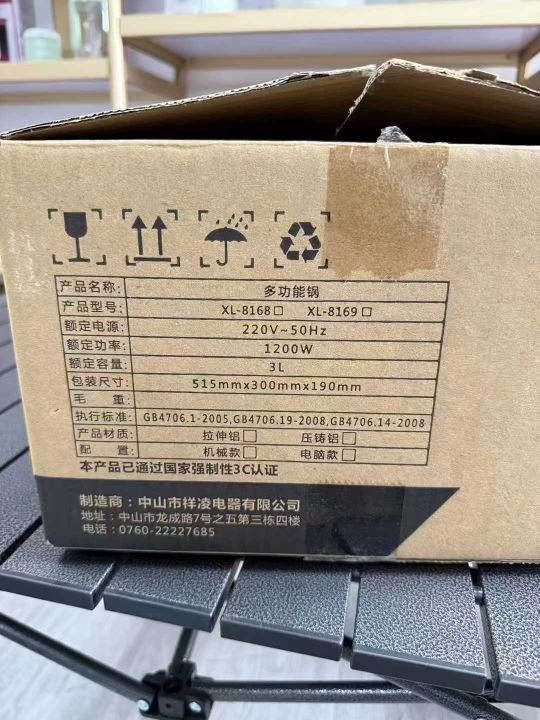 产品名称: 多功能锅
产品型号: XL-8168□ XL-8169□
额定电源: 220V~50Hz
额定功率: 1200W
额定容量: 3L
包装尺寸: 515mmx300mmx190mm
毛 重:
执行标准: GB4706.1-2005,GB4706.19-2008,GB4706.14-2008
产品材质: 拉伸铝□ 压铸铝□
配 置: 机械款□ 电脑款□
本产品已通过国家强制性3C认证
制造商：中山市祥凌电器有限公司
地址：中山市龙成路7号之五第三栋四楼
电话：0760-22227685